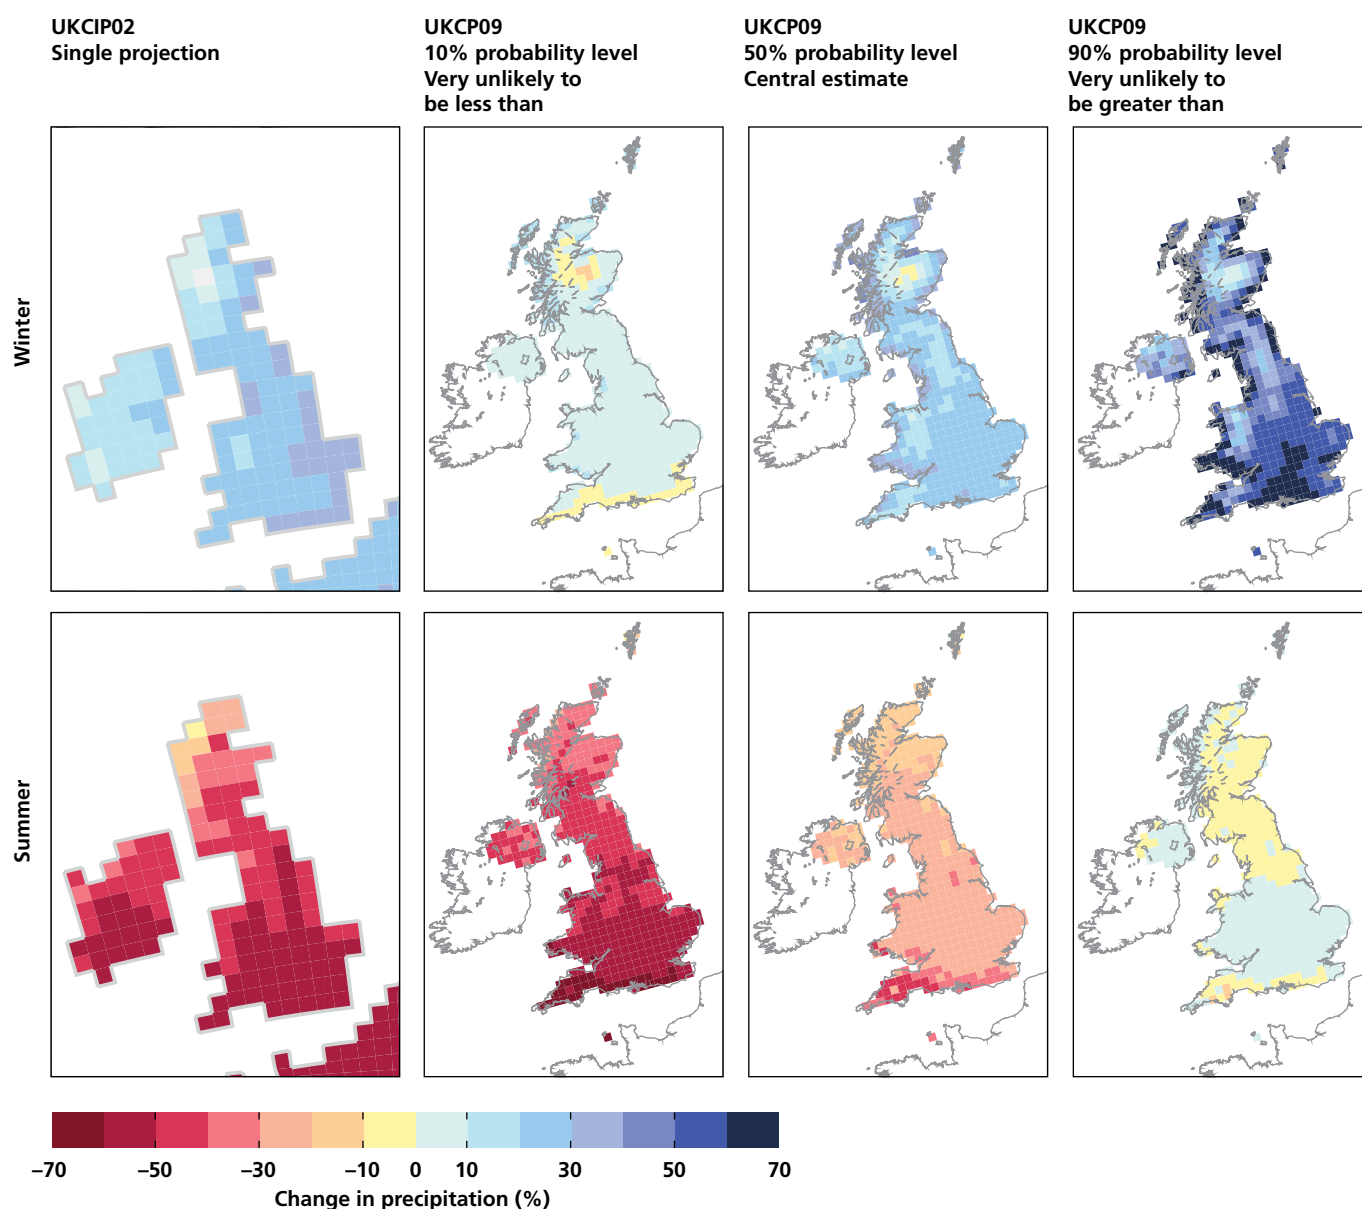 UKCIP02
Single projection
UKCP09
10% probability level
Very unlikely to
be less than
UKCP09
50% probability level
Central estimate
UKCP09
90% probability level
Very unlikely to
be greater than
Winter
Summer
–70 –50 –30 –10 0 10 30 50 70
Change in precipitation (%)